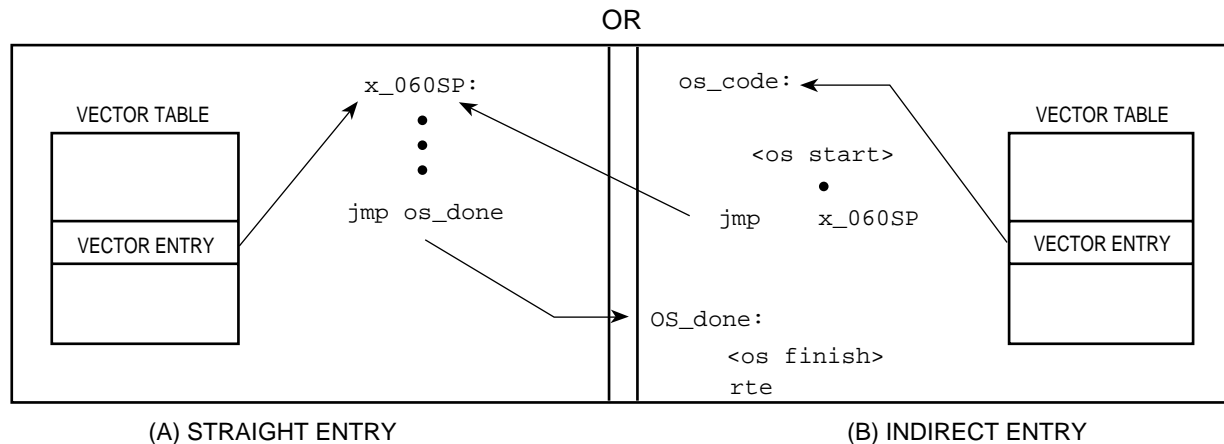 OR
x_060SP:
VECTOR TABLE
jmp os_done
VECTOR ENTRY
os_code:
VECTOR TABLE
<os start>
jmp x_060SP
VECTOR ENTRY
OS_done:
<os finish>
rte
(A) STRAIGHT ENTRY
(B) INDIRECT ENTRY